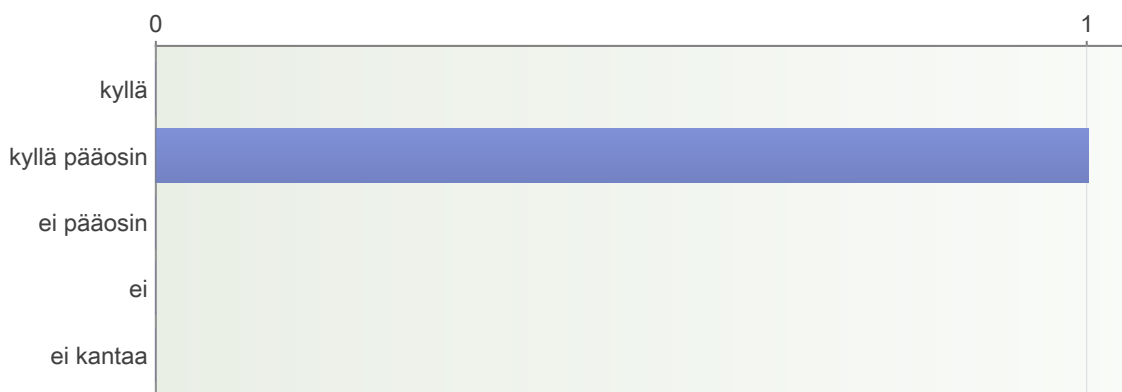 0 1
kyllä
kyllä pääosin
ei pääosin
ei
ei kantaa